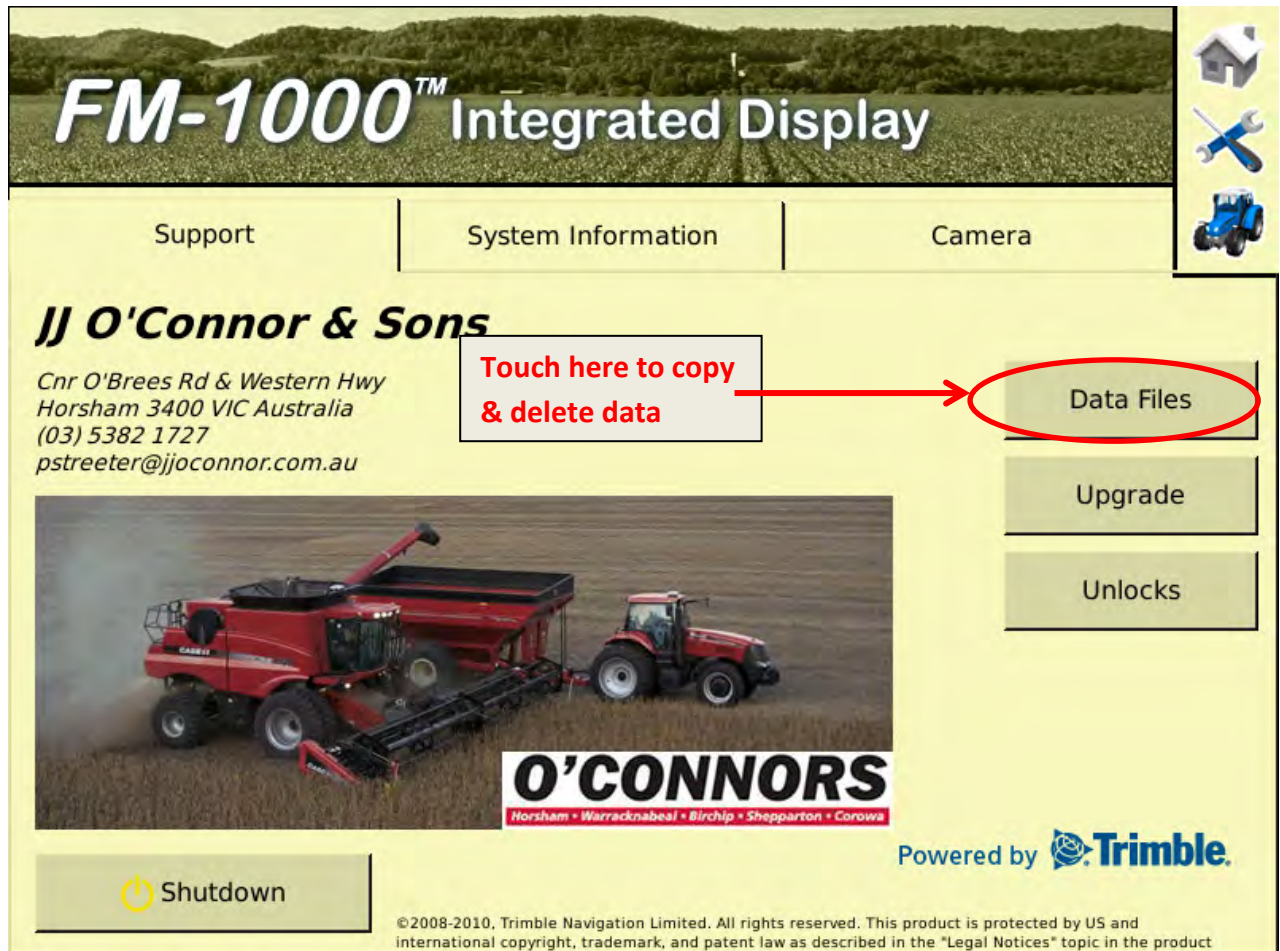 FM-1000™ Integrated Display
Support
System Information
Camera
JJ O'Connor & Sons
Cnr O'Brees Rd & Western Hwy
Horsham 3400 VIC Australia
(03) 5382 1727
pstreeter@jjoconnor.com.au
Touch here to copy
& delete data
Data Files
Upgrade
Unlocks
CASE IH
O'CONNORS
Horsham • Warracknabeal • Birchip • Shepparton • Corowa
Powered by Trimble.
Shutdown
©2008-2010, Trimble Navigation Limited. All rights reserved. This product is protected by US and
international copyright, trademark, and patent law as described in the "Legal Notices" topic in the product